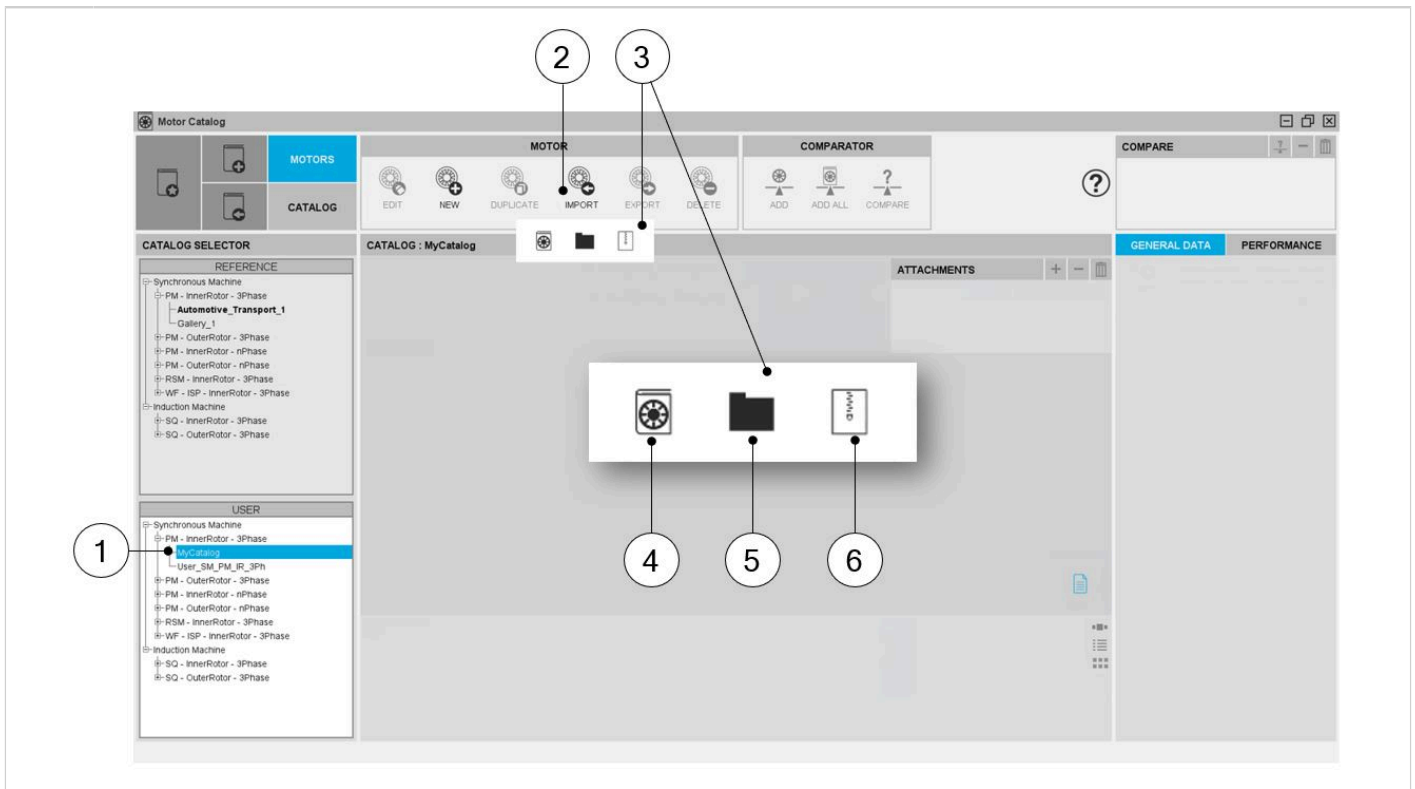 2
3
Motor Catalog
MOTORS
CATALOG
MOTOR
EDIT
NEW
DUPLICATE
IMPORT
EXPORT
DELETE
COMPARATOR
ADD
ADD ALL
?
COMPARE
?
COMPARE
?
CATALOG SELECTOR
CATALOG : MyCatalog
GENERAL DATA
PERFORMANCE
REFERENCE
Synchronous Machine
PM - InnerRotor - 3Phase
Automotive_Transport_1
Gallery_1
PM - OuterRotor - 3Phase
PM - InnerRotor - nPhase
PM - OuterRotor - nPhase
RSM - InnerRotor - 3Phase
WF - ISP - InnerRotor - 3Phase
Induction Machine
SQ - InnerRotor - 3Phase
SQ - OuterRotor - 3Phase
ATTACHMENTS
3
4
5
6
1
USER
Synchronous Machine
PM - InnerRotor - 3Phase
MyCatalog
User_SM_PM_IR_3Ph
PM - OuterRotor - 3Phase
PM - InnerRotor - nPhase
PM - OuterRotor - nPhase
RSM - InnerRotor - 3Phase
WF - ISP - InnerRotor - 3Phase
Induction Machine
SQ - InnerRotor - 3Phase
SQ - OuterRotor - 3Phase